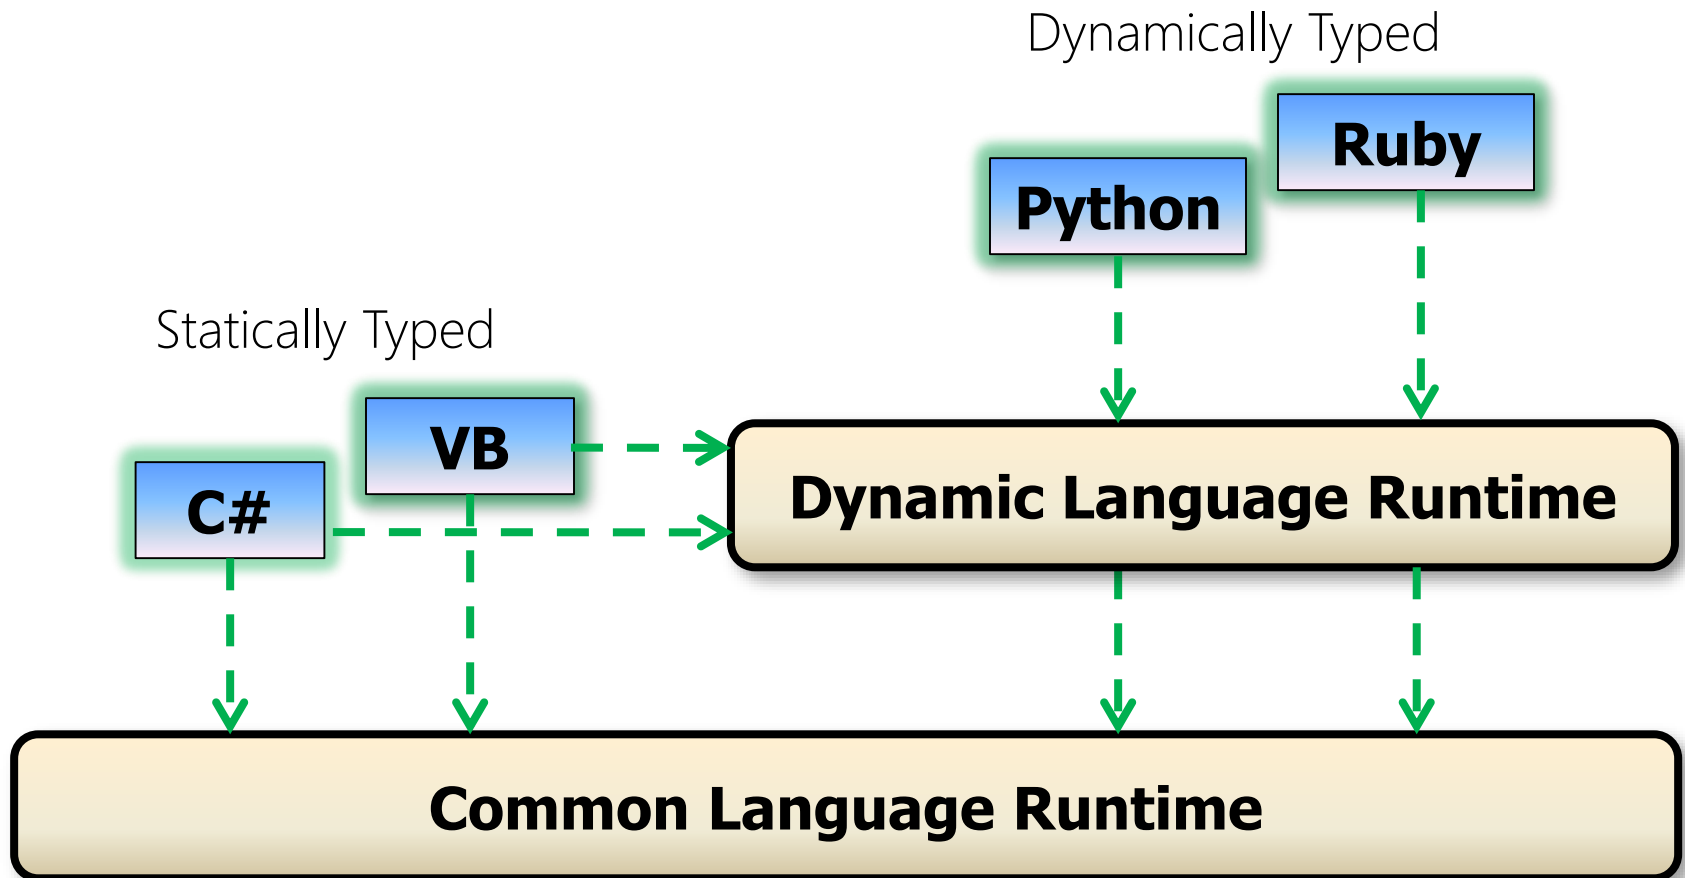 Dynamically Typed
Ruby
Python
Statically Typed
VB
C#
Dynamic Language Runtime
Common Language Runtime